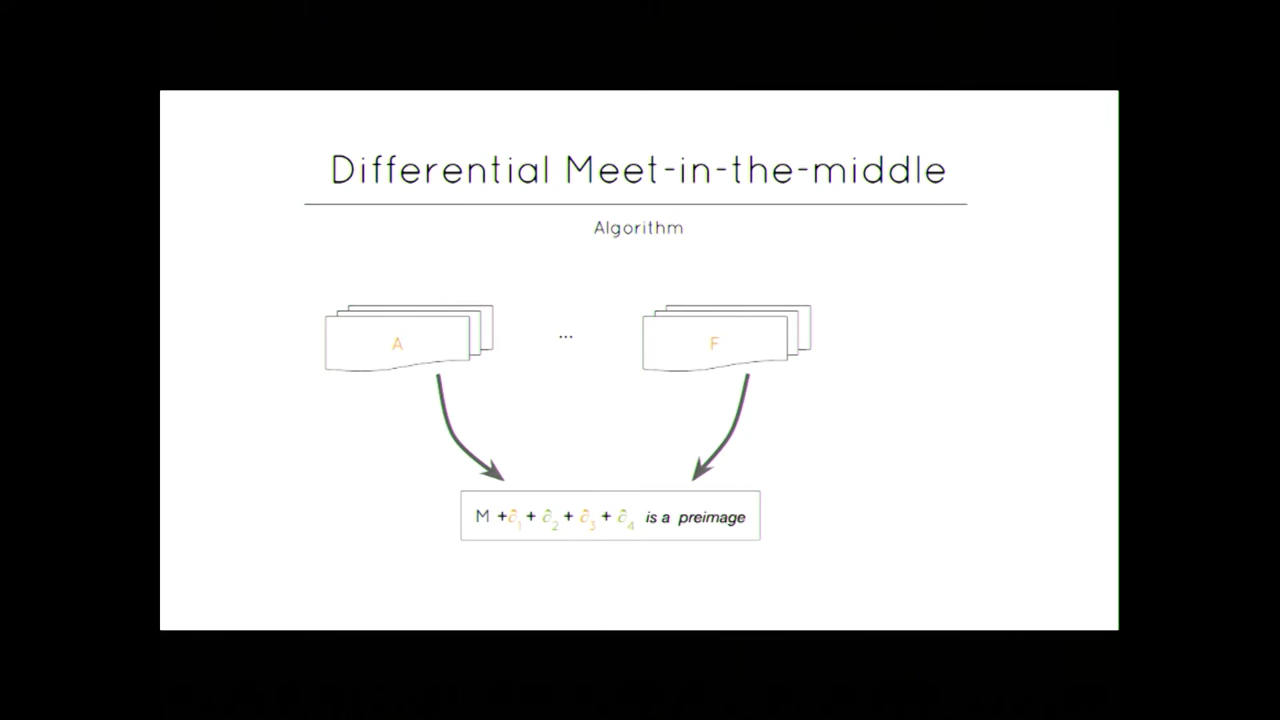 Differential Meet-in-the-middle
Algorithm
A ... F
M +∂̂₁ + ∂̂₂ + ∂̂₃ + ∂̂₄ is a preimage